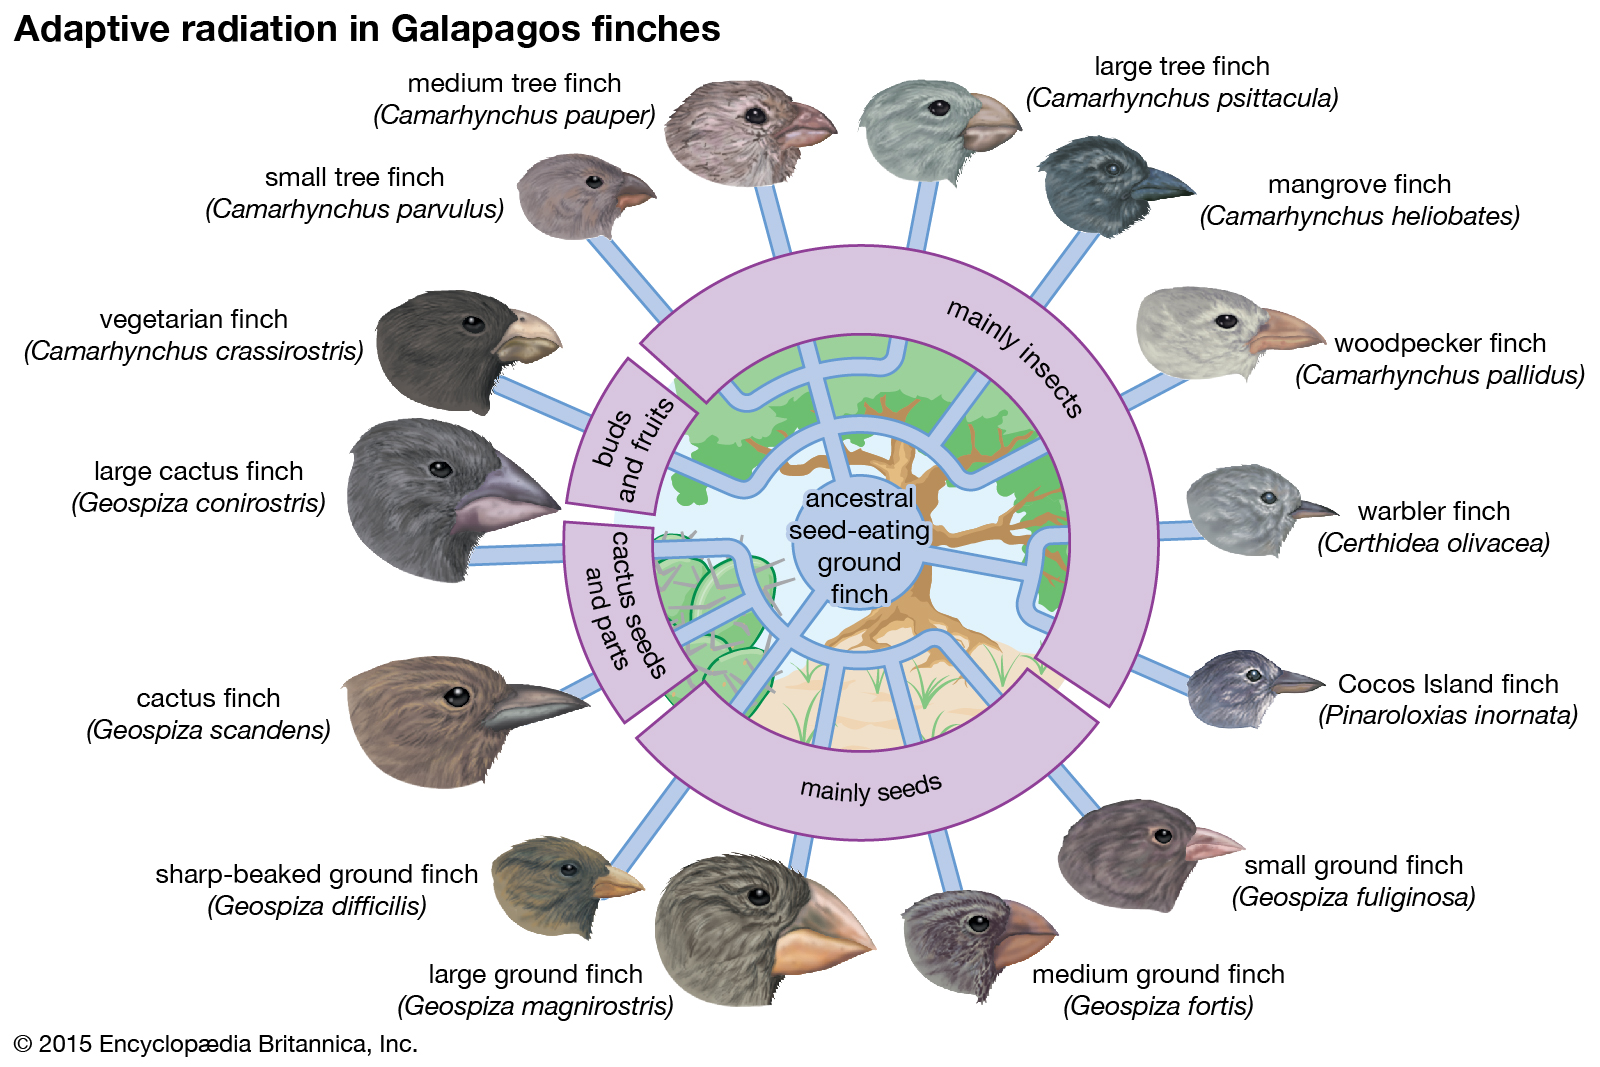 Adaptive radiation in Galapagos finches
medium tree finch
(Camarhynchus pauper)
large tree finch
(Camarhynchus psittacula)
small tree finch
(Camarhynchus parvulus)
mangrove finch
(Camarhynchus heliobates)
vegetarian finch
(Camarhynchus crassirostris)
woodpecker finch
(Camarhynchus pallidus)
large cactus finch
(Geospiza conirostris)
warbler finch
(Certhidea olivacea)
cactus finch
(Geospiza scandens)
Cocos Island finch
(Pinaroloxias inornata)
sharp-beaked ground finch
(Geospiza difficilis)
small ground finch
(Geospiza fuliginosa)
large ground finch
(Geospiza magnirostris)
medium ground finch
(Geospiza fortis)
mainly insects
buds
and fruits
cactus seeds
and parts
mainly seeds
ancestral
seed-eating
ground
finch
© 2015 Encyclopædia Britannica, Inc.